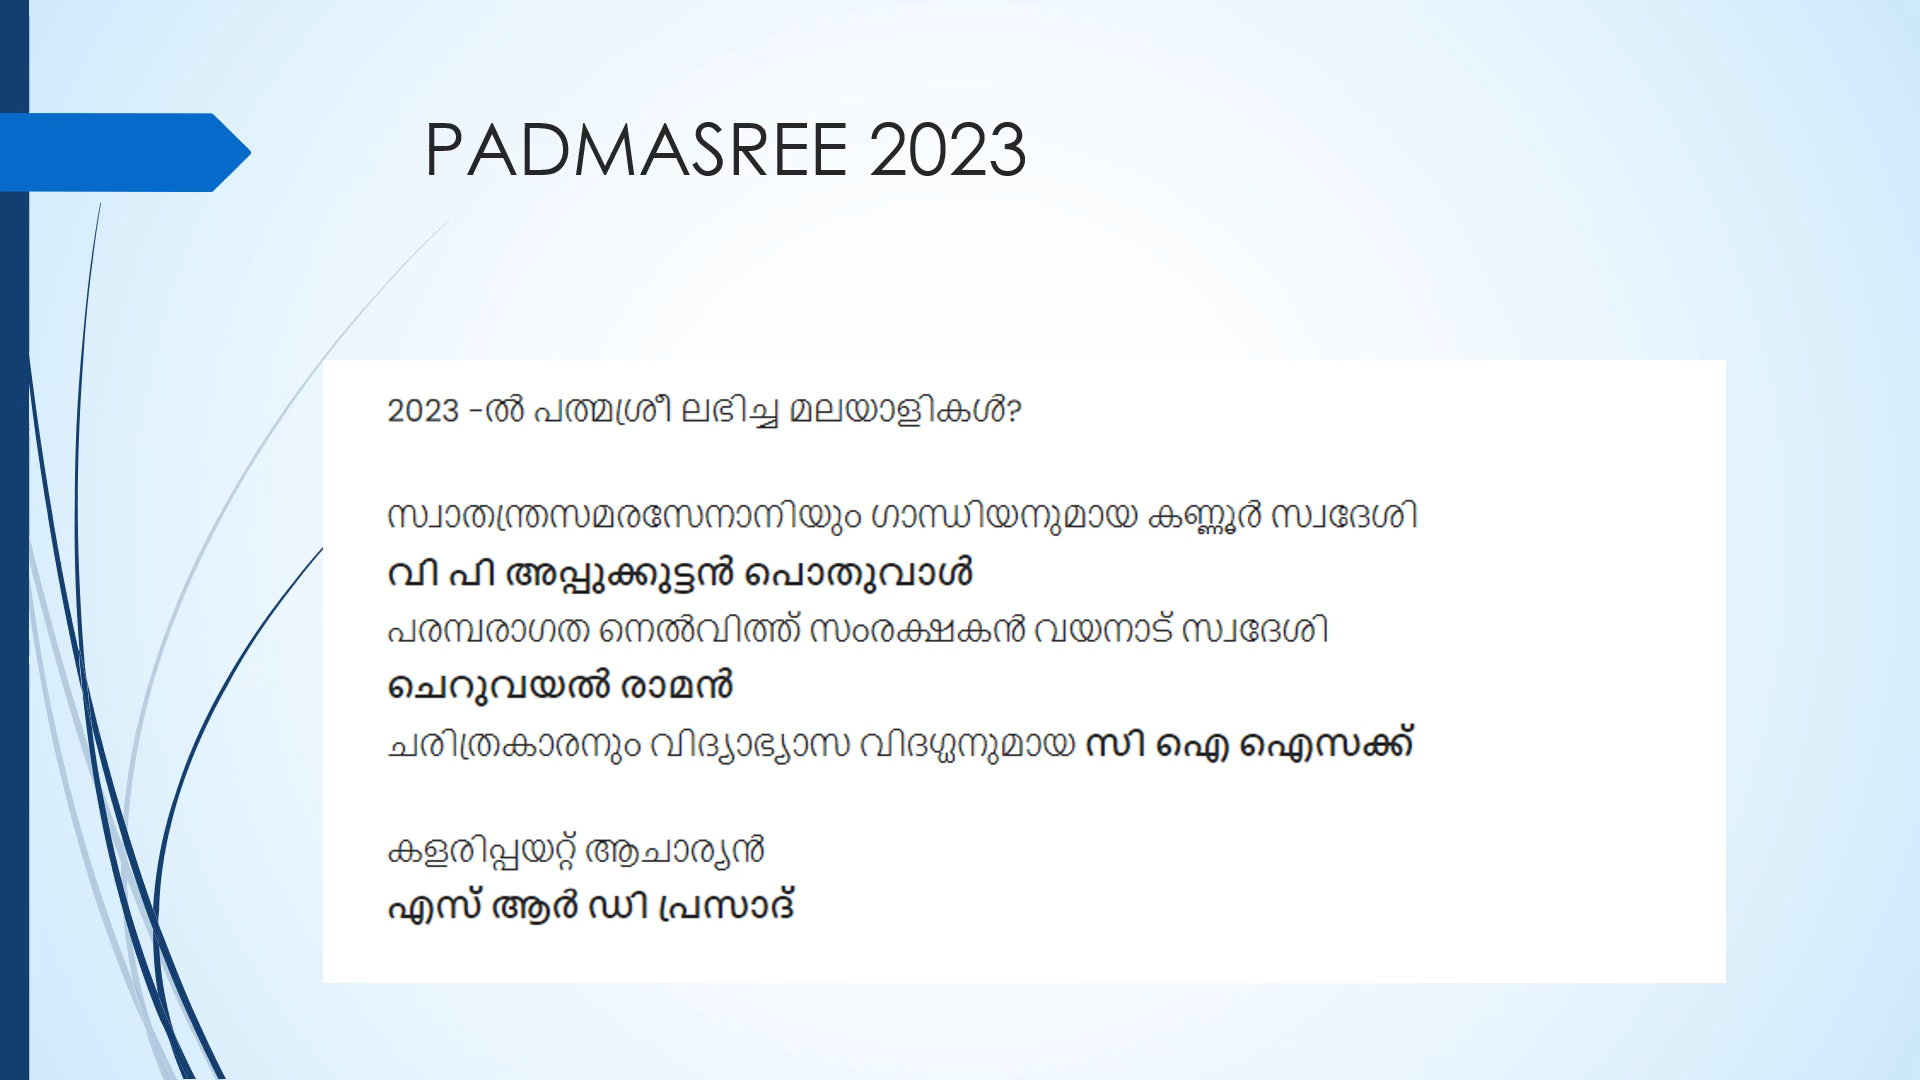 PADMASREE 2023
2023 -ൽ പത്മശ്രീ ലഭിച്ച മലയാളികൾ?
സ്വാതന്ത്രസമരസേനാനിയും ഗാന്ധിയനുമായ കണ്ണൂർ സ്വദേശി
വി പി അപ്പുക്കുട്ടൻ പൊതുവാൾ
പരമ്പരാഗത നെൽവിത്ത് സംരക്ഷകൻ വയനാട് സ്വദേശി
ചെറുവയൽ രാമൻ
ചരിത്രകാരനും വിദ്യാഭ്യാസ വിദഗ്ദ്ധനുമായ സി ഐ ഐസക്ക്
കളരിപ്പയറ്റ് ആചാര്യൻ
എസ് ആർ ഡി പ്രസാദ്